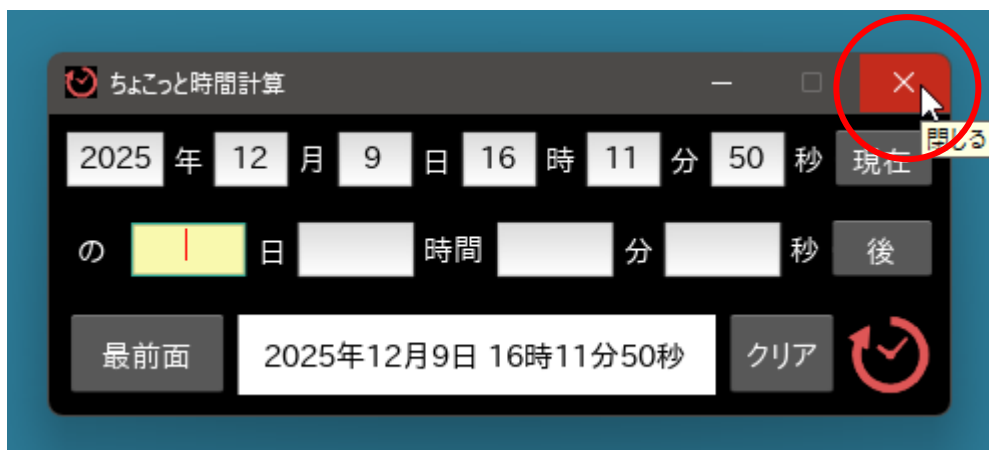 ちょこっと時間計算
2025 年 12 月 9 日 16 時 11 分 50 秒 現在
閉じる
の 日 時間 分 秒 後
最前面 2025年12月9日 16時11分50秒 クリア